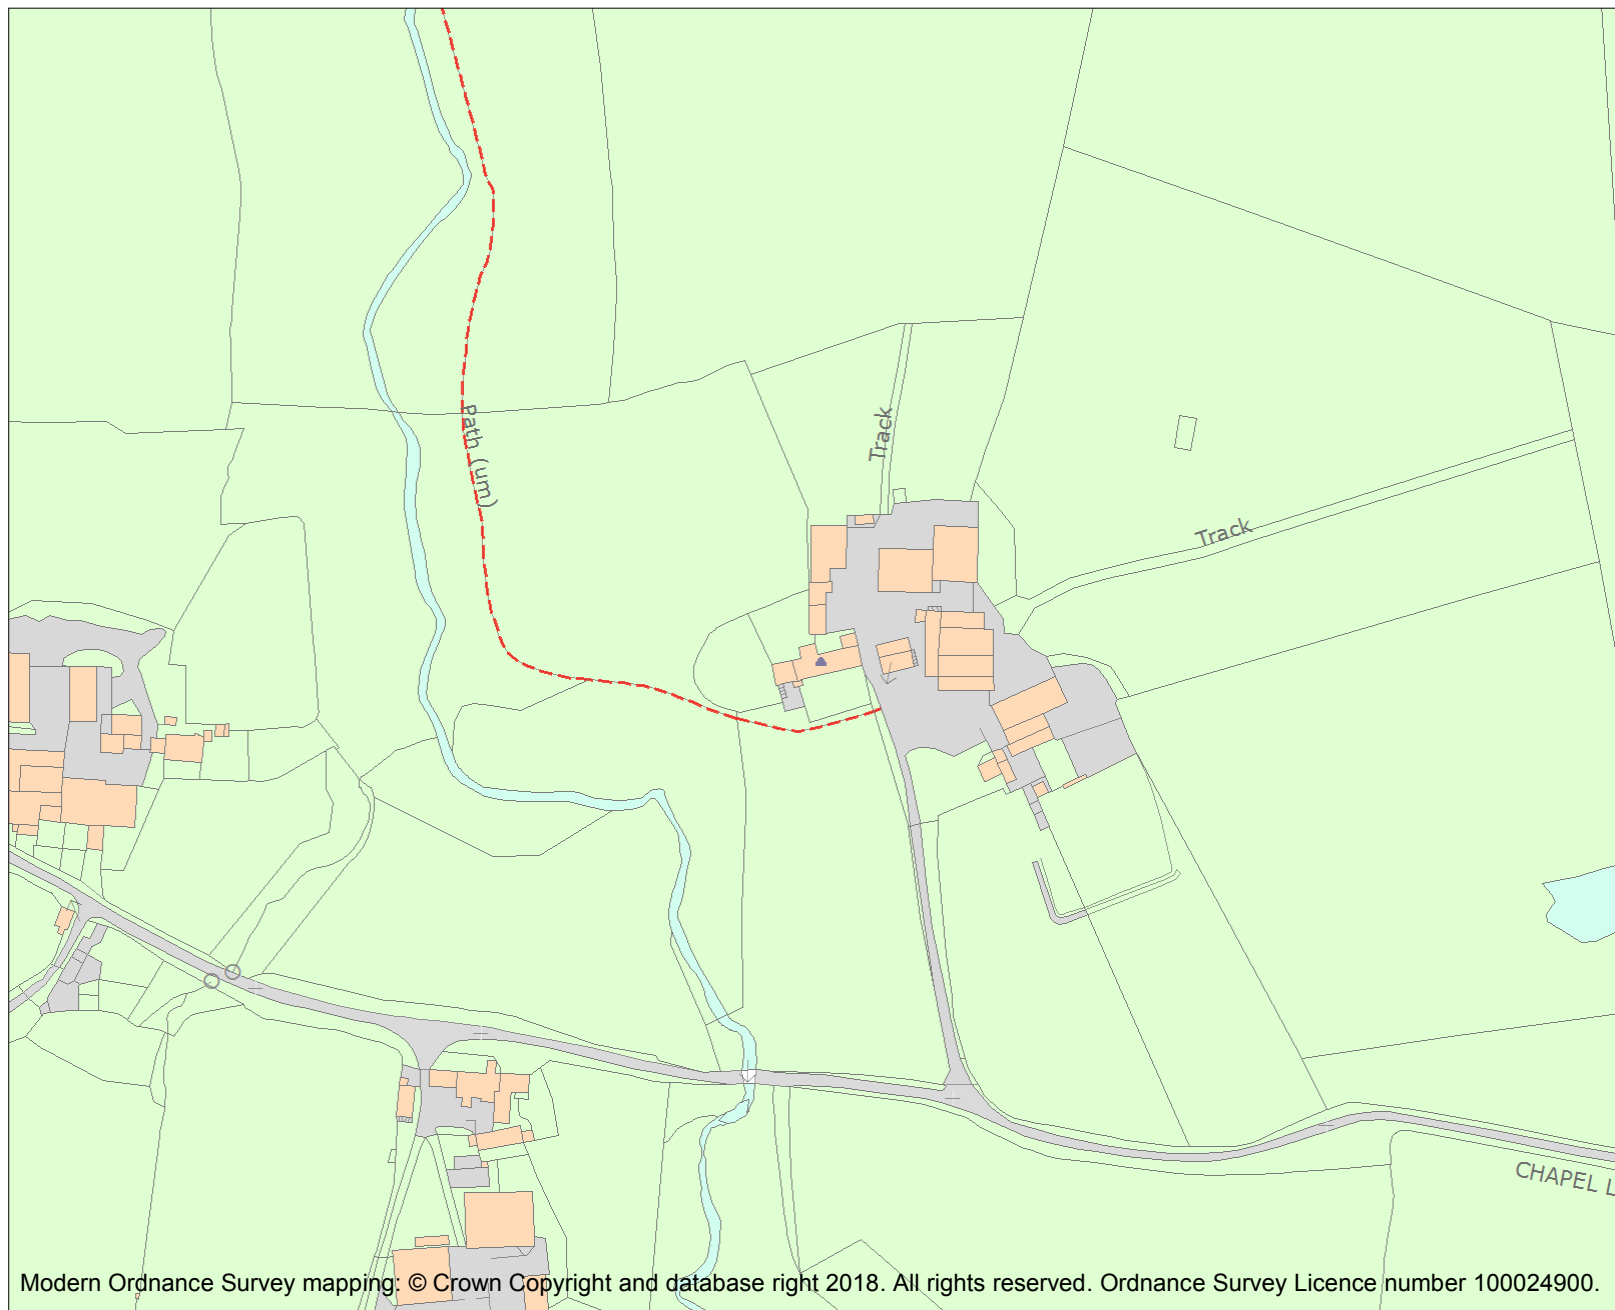 Path (um)
Track
Track
CHAPEL L
Modern Ordnance Survey mapping: © Crown Copyright and database right 2018. All rights reserved. Ordnance Survey Licence number 100024900.